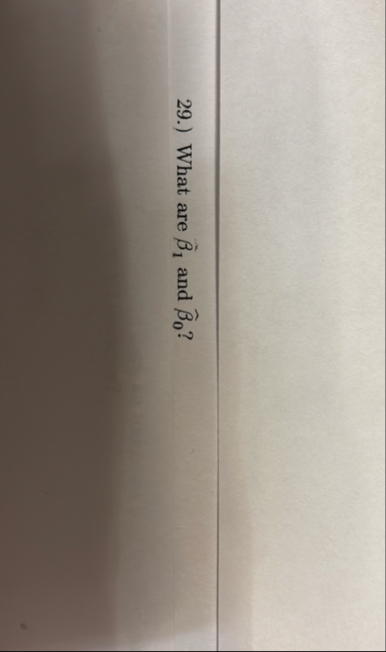 29.) What are β̂₁ and β̂₀?